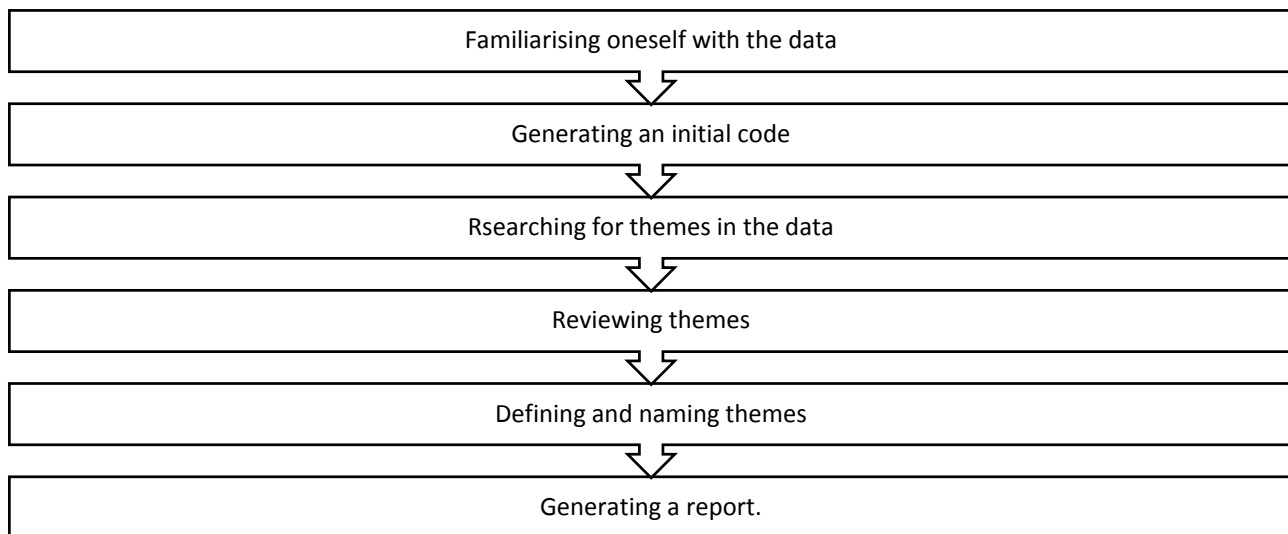 Familiarising oneself with the data
Generating an initial code
Rsearching for themes in the data
Reviewing themes
Defining and naming themes
Generating a report.